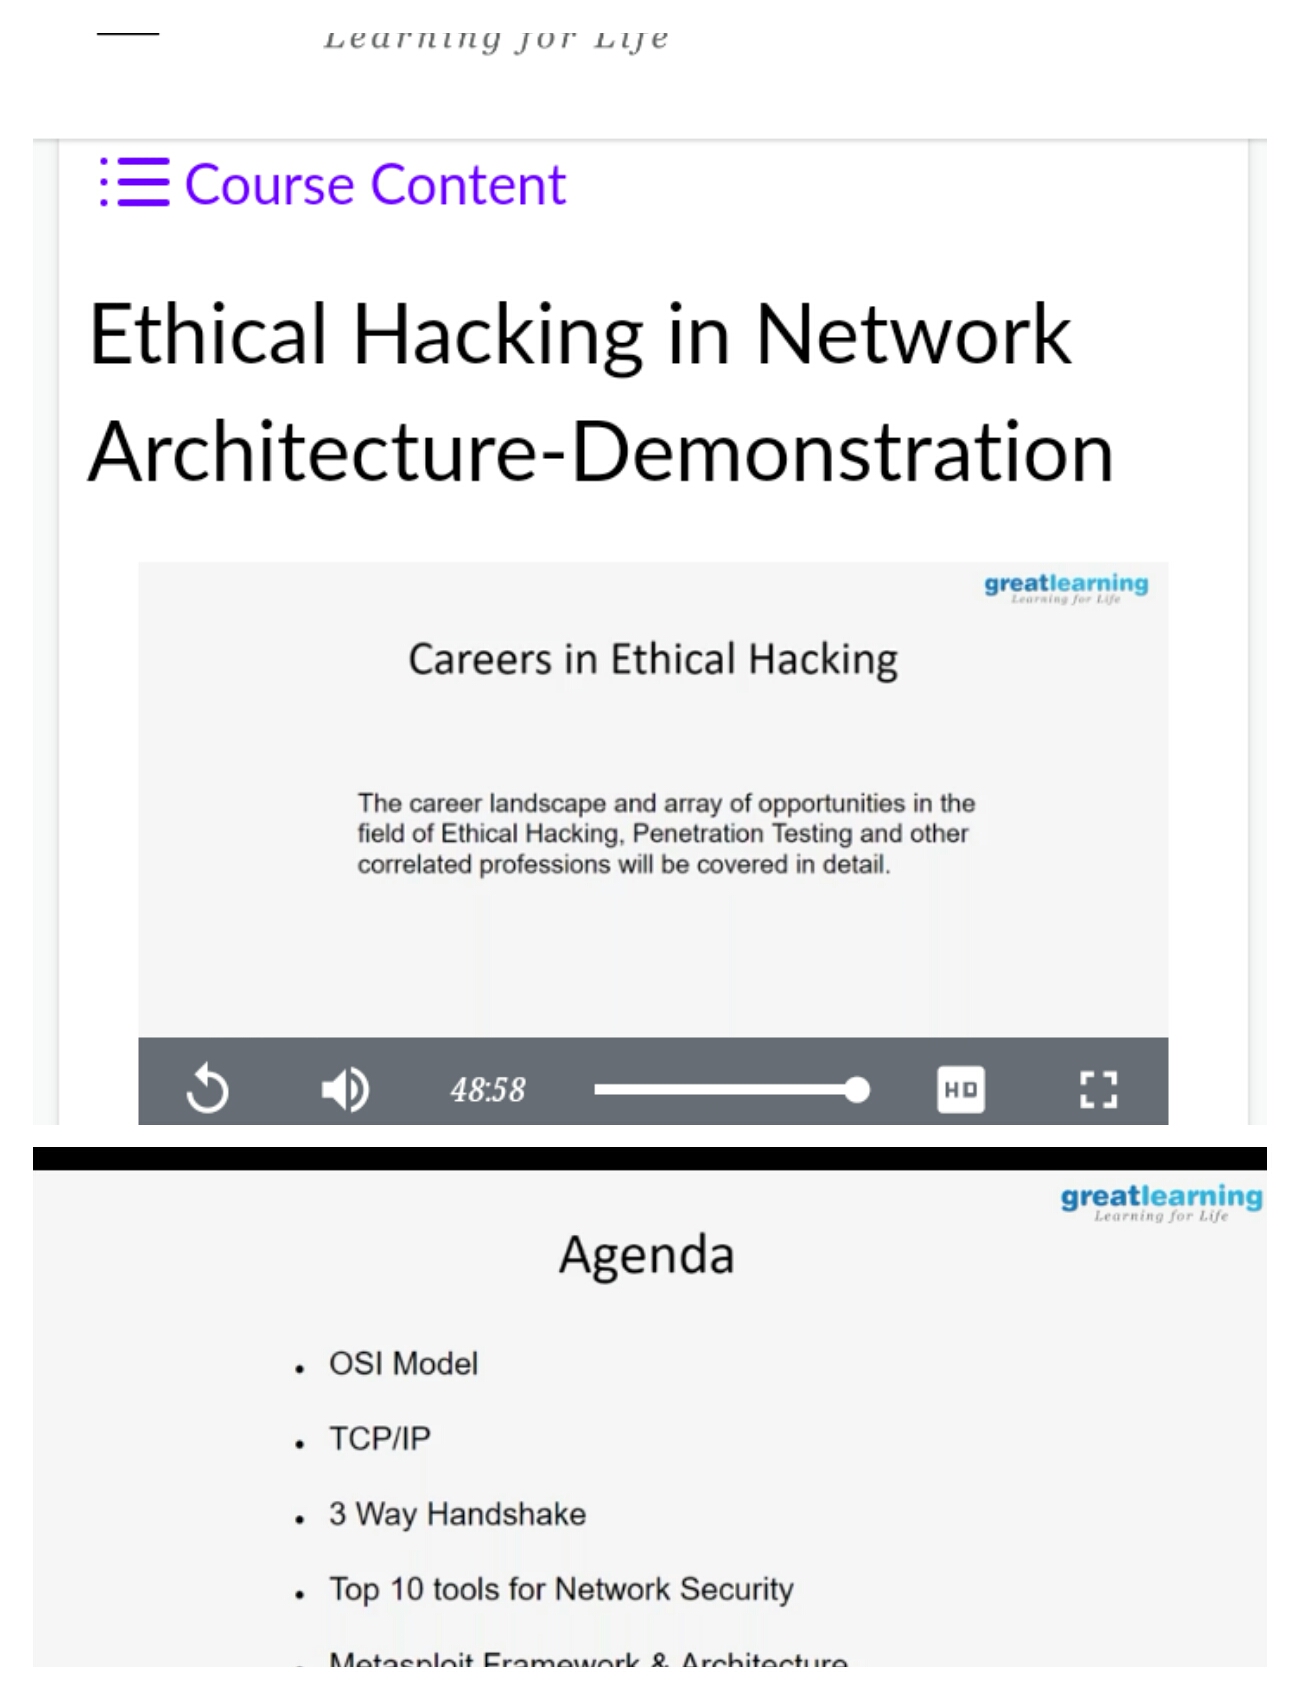 Learning for Life
Course Content
Ethical Hacking in Network
Architecture-Demonstration
greatlearning
Learning for Life
Careers in Ethical Hacking
The career landscape and array of opportunities in the
field of Ethical Hacking, Penetration Testing and other
correlated professions will be covered in detail.
48:58
HD
greatlearning
Learning for Life
Agenda
• OSI Model
• TCP/IP
• 3 Way Handshake
• Top 10 tools for Network Security
• Metasploit Framework & Architecture